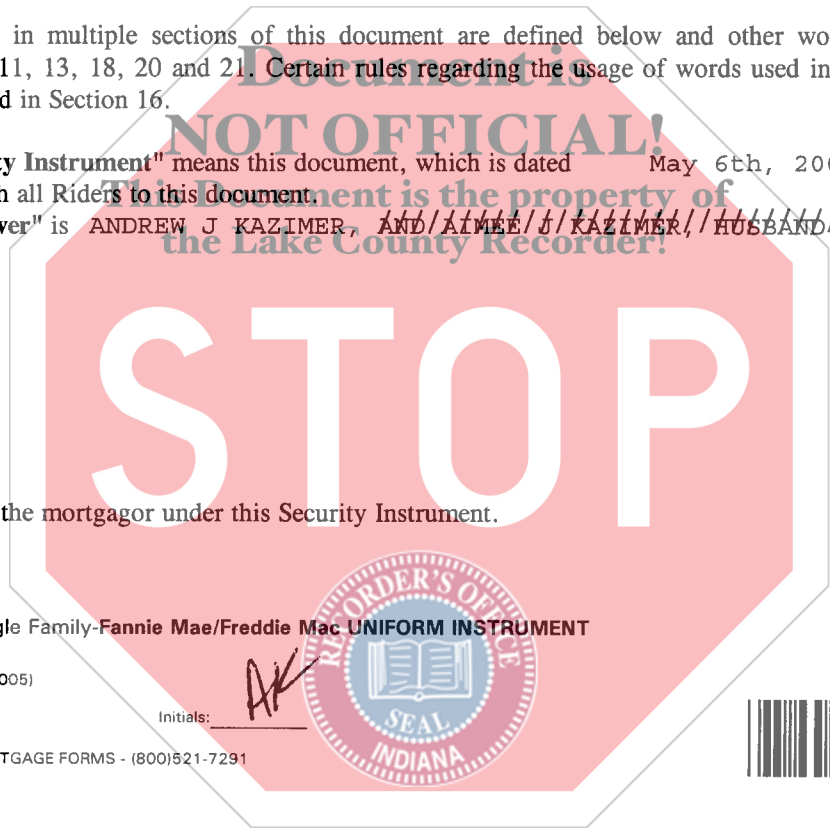 in multiple sections of this document are defined below and other wo
11, 13, 18, 20 and 21. Certain rules regarding the usage of words used in
d in Section 16.
Document is
NOT OFFICIAL!
This Document is the property of
the Lake County Recorder!
ty Instrument" means this document, which is dated May 6th, 200
h all Riders to this document.
wer" is ANDREW J KAZIMER, AND AIMEE J KAZIMER, HUSBAND
STOP
the mortgagor under this Security Instrument.
gle Family-Fannie Mae/Freddie Mac UNIFORM INSTRUMENT
005)
Initials: AK
TGAGE FORMS - (800)521-7291
RECORDER'S OFFICE
SEAL
INDIANA